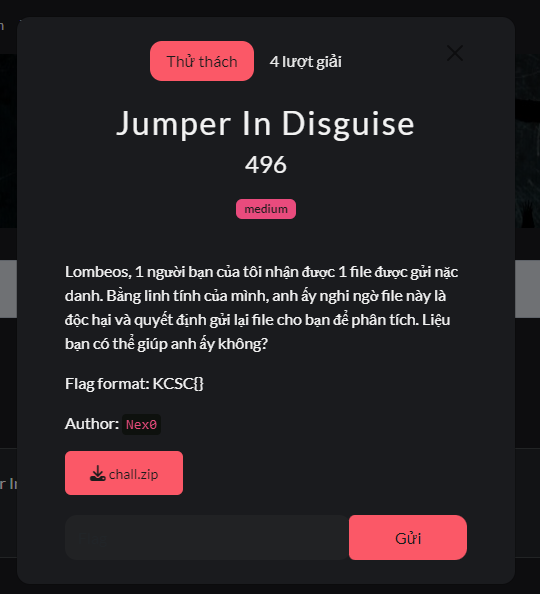 Thử thách 4 lượt giải
Jumper In Disguise
496
medium
Lombeos, 1 người bạn của tôi nhận được 1 file được gửi nặc
danh. Bằng linh tính của mình, anh ấy nghi ngờ file này là
độc hại và quyết định gửi lại file cho bạn để phân tích. Liệu
bạn có thể giúp anh ấy không?
Flag format: KCSC{}
Author: Nex0
chall.zip
Gửi